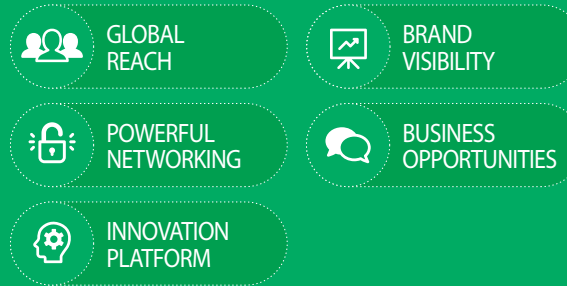 GLOBAL
REACH
BRAND
VISIBILITY
POWERFUL
NETWORKING
BUSINESS
OPPORTUNITIES
INNOVATION
PLATFORM